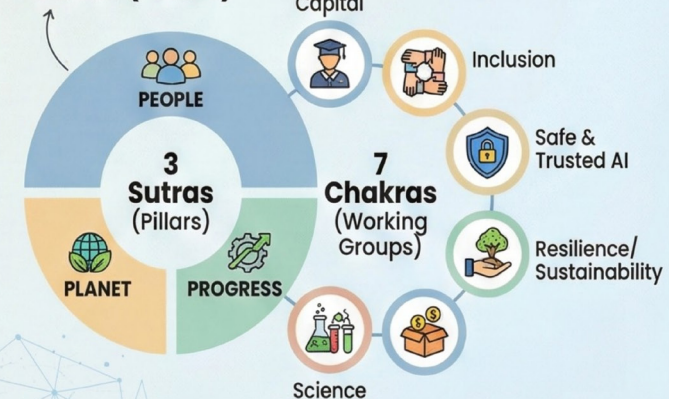 Capital
PEOPLE
Inclusion
Safe &
Trusted AI
3
Sutras
(Pillars)
7
Chakras
(Working
Groups)
PLANET
PROGRESS
Resilience/
Sustainability
Science